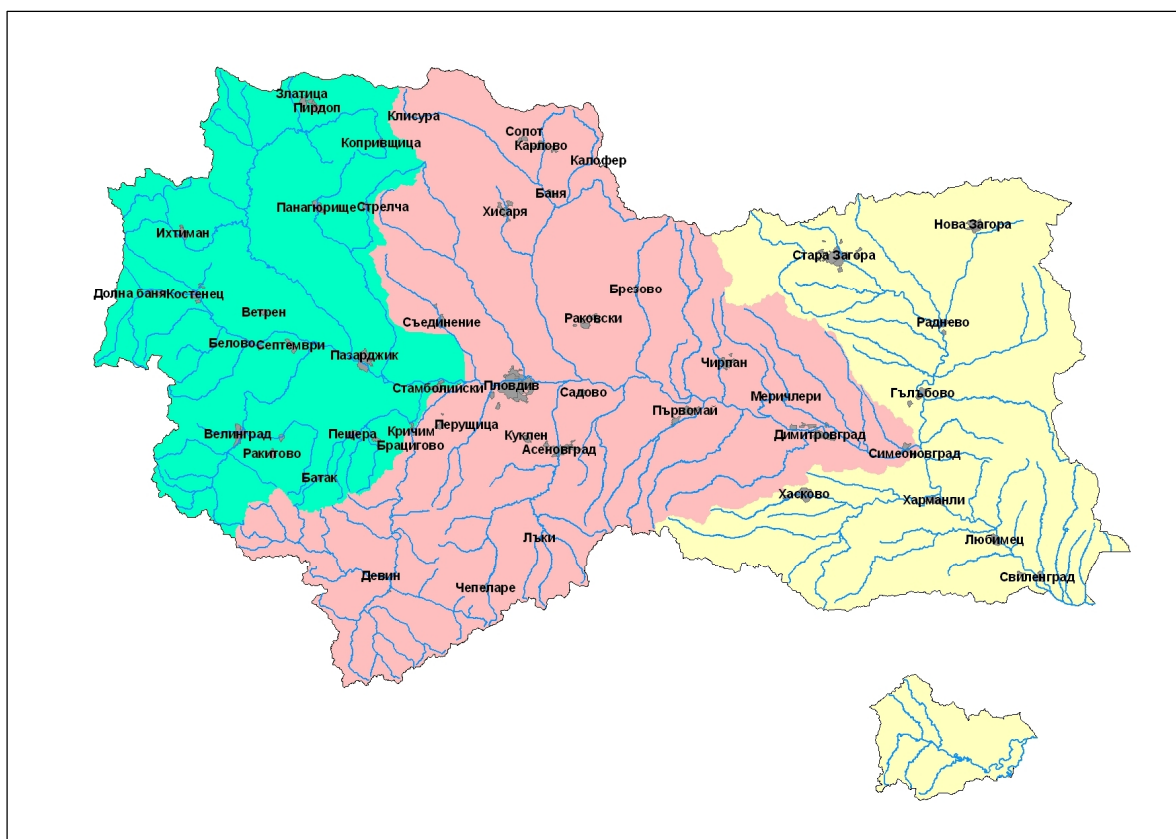 Златица
Пирдоп
Клисура
Сопот
Карлово
Копривщица
Калофер
Баня
Панагюрище
Стрелча
Хисаря
Нова Загора
Ихтиман
Стара Загора
Долна баня
Костенец
Брезово
Ветрен
Съединение
Раковски
Раднево
Белово
Септември
Пазарджик
Чирпан
Стамболийски
Пловдив
Садово
Меричлери
Гълъбово
Първомай
Велинград
Пещера
Кричим
Перущица
Куклен
Димитровград
Ракитово
Брацигово
Асеновград
Симеоновград
Батак
Хасково
Харманли
Лъки
Любимец
Девин
Чепеларе
Свиленград